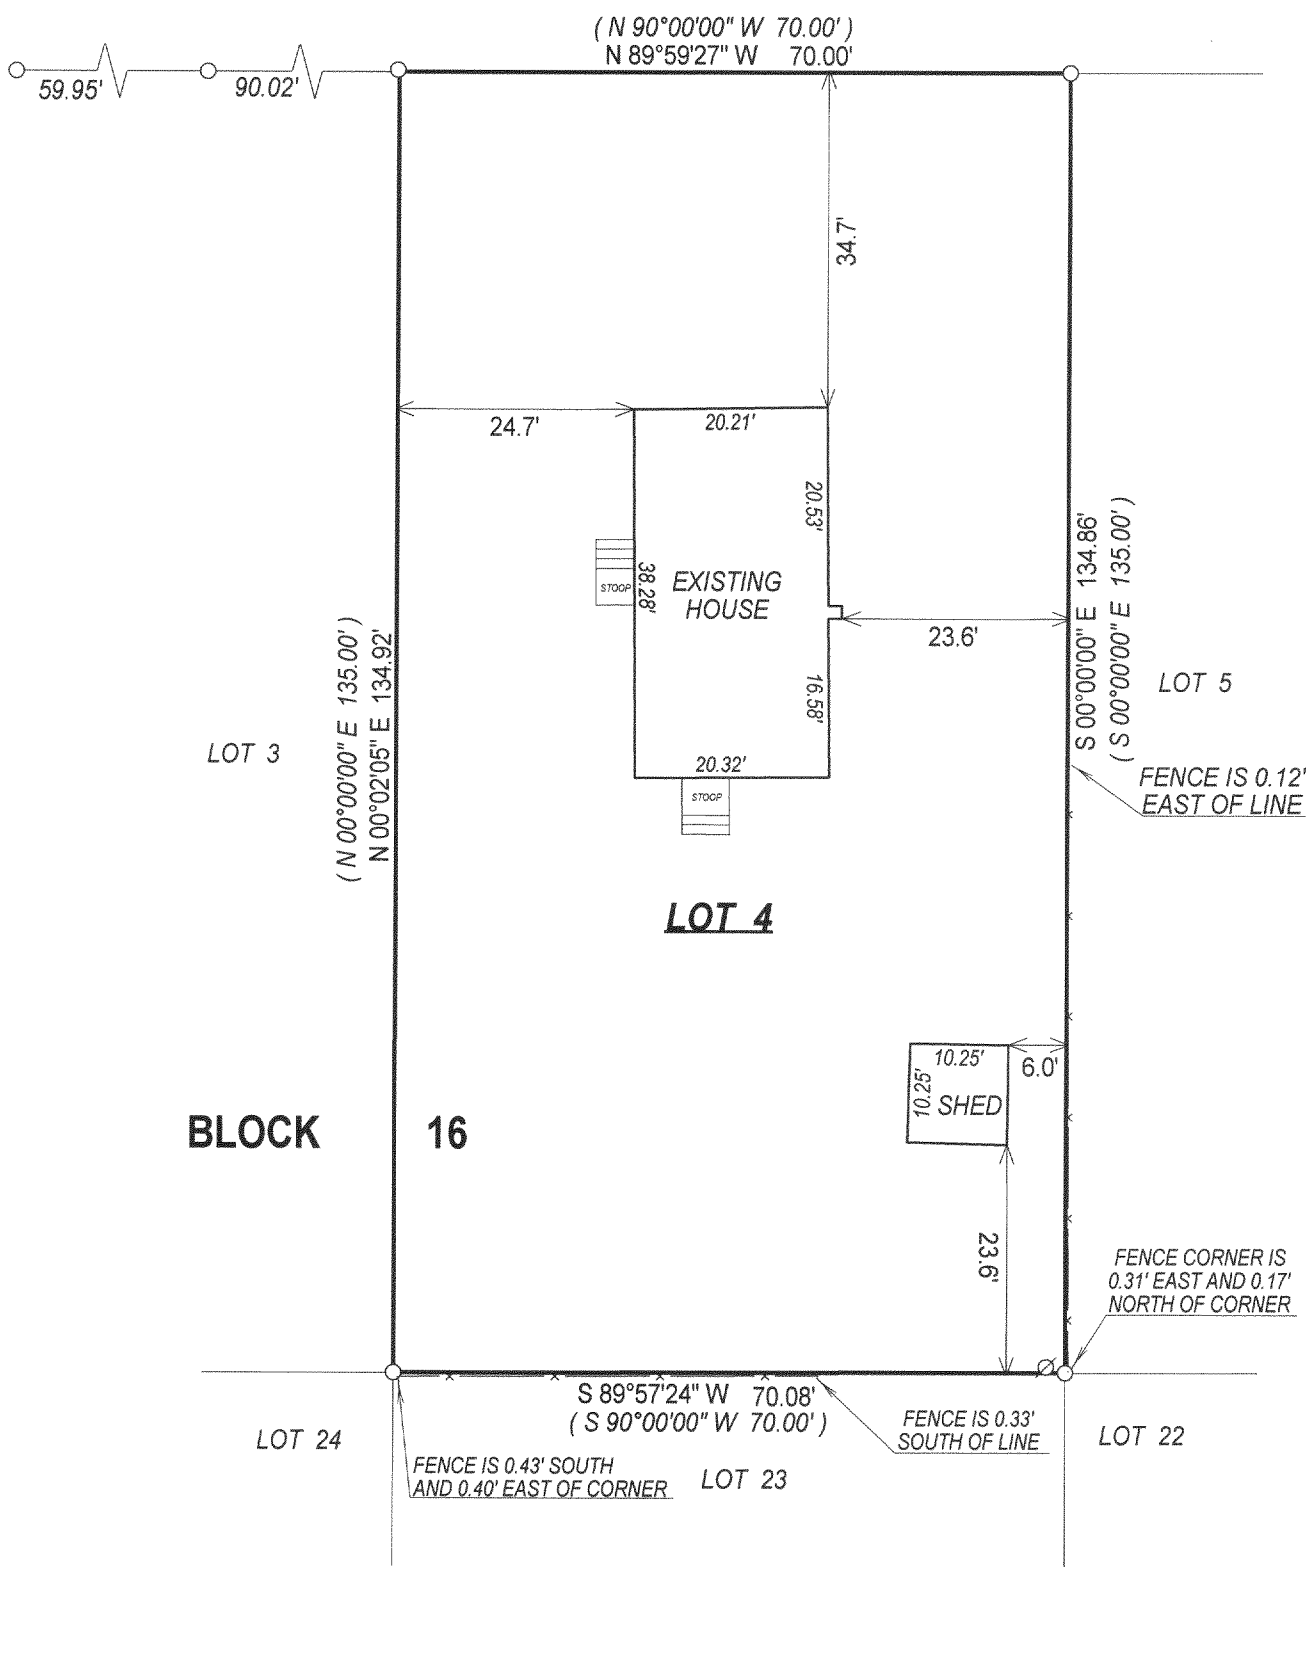 ( N 90°00'00" W 70.00' )
N 89°59'27" W 70.00'
59.95'
90.02'
34.7'
24.7'
20.21'
20.53'
STOOP
38.28'
EXISTING
HOUSE
23.6'
16.58'
20.32'
STOOP
( N 00°00'00" E 135.00' )
N 00°02'05" E 134.92'
S 00°00'00" E 134.86'
( S 00°00'00" E 135.00' )
LOT 5
LOT 3
FENCE IS 0.12'
EAST OF LINE
LOT 4
10.25'
10.25'
SHED
6.0'
BLOCK 16
23.6'
FENCE CORNER IS
0.31' EAST AND 0.17'
NORTH OF CORNER
S 89°57'24" W 70.08'
( S 90°00'00" W 70.00' )
FENCE IS 0.33'
SOUTH OF LINE
LOT 24
LOT 22
FENCE IS 0.43' SOUTH
AND 0.40' EAST OF CORNER
LOT 23